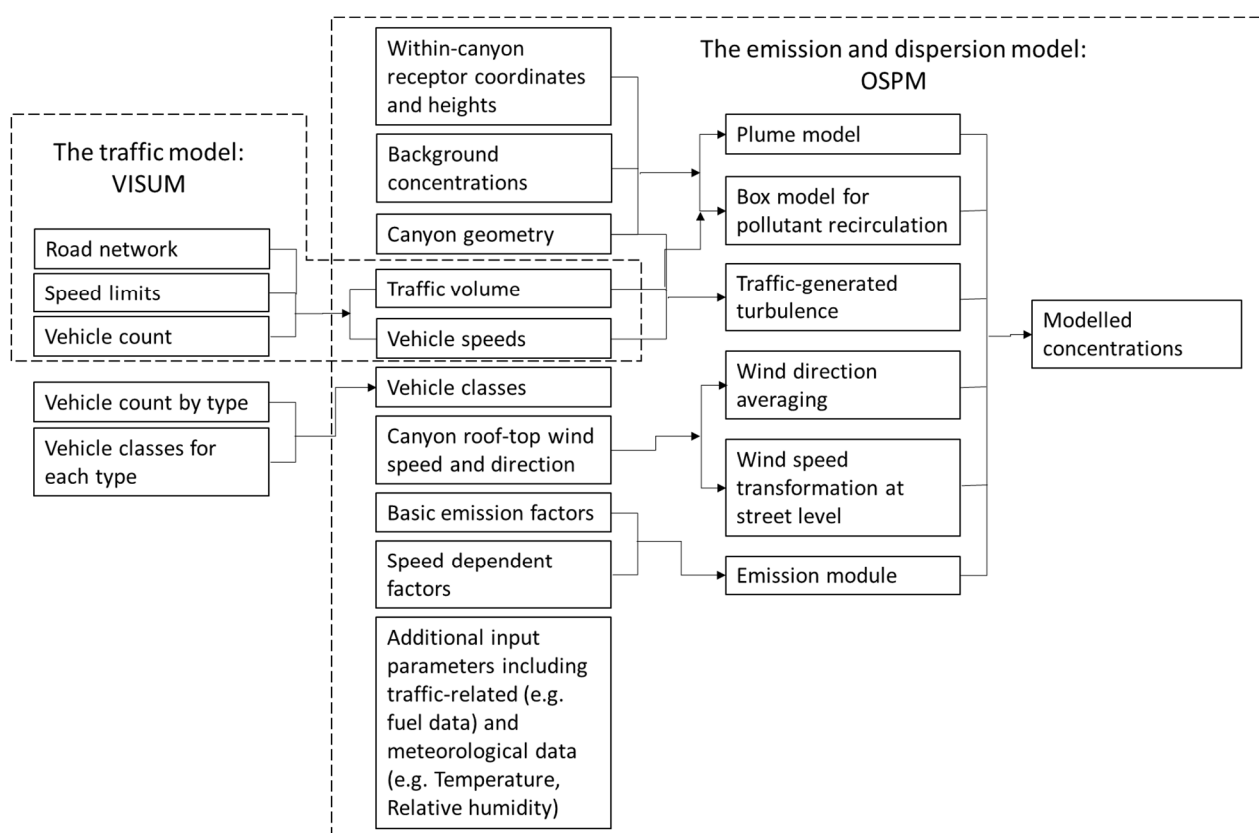 The traffic model:
VISUM
Road network
Speed limits
Vehicle count
Vehicle count by type
Vehicle classes for
each type
Within-canyon
receptor coordinates
and heights
Background
concentrations
Canyon geometry
Traffic volume
Vehicle speeds
Vehicle classes
Canyon roof-top wind
speed and direction
Basic emission factors
Speed dependent
factors
Additional input
parameters including
traffic-related (e.g.
fuel data) and
meteorological data
(e.g. Temperature,
Relative humidity)
The emission and dispersion model:
OSPM
Plume model
Box model for
pollutant recirculation
Traffic-generated
turbulence
Wind direction
averaging
Wind speed
transformation at
street level
Emission module
Modelled
concentrations